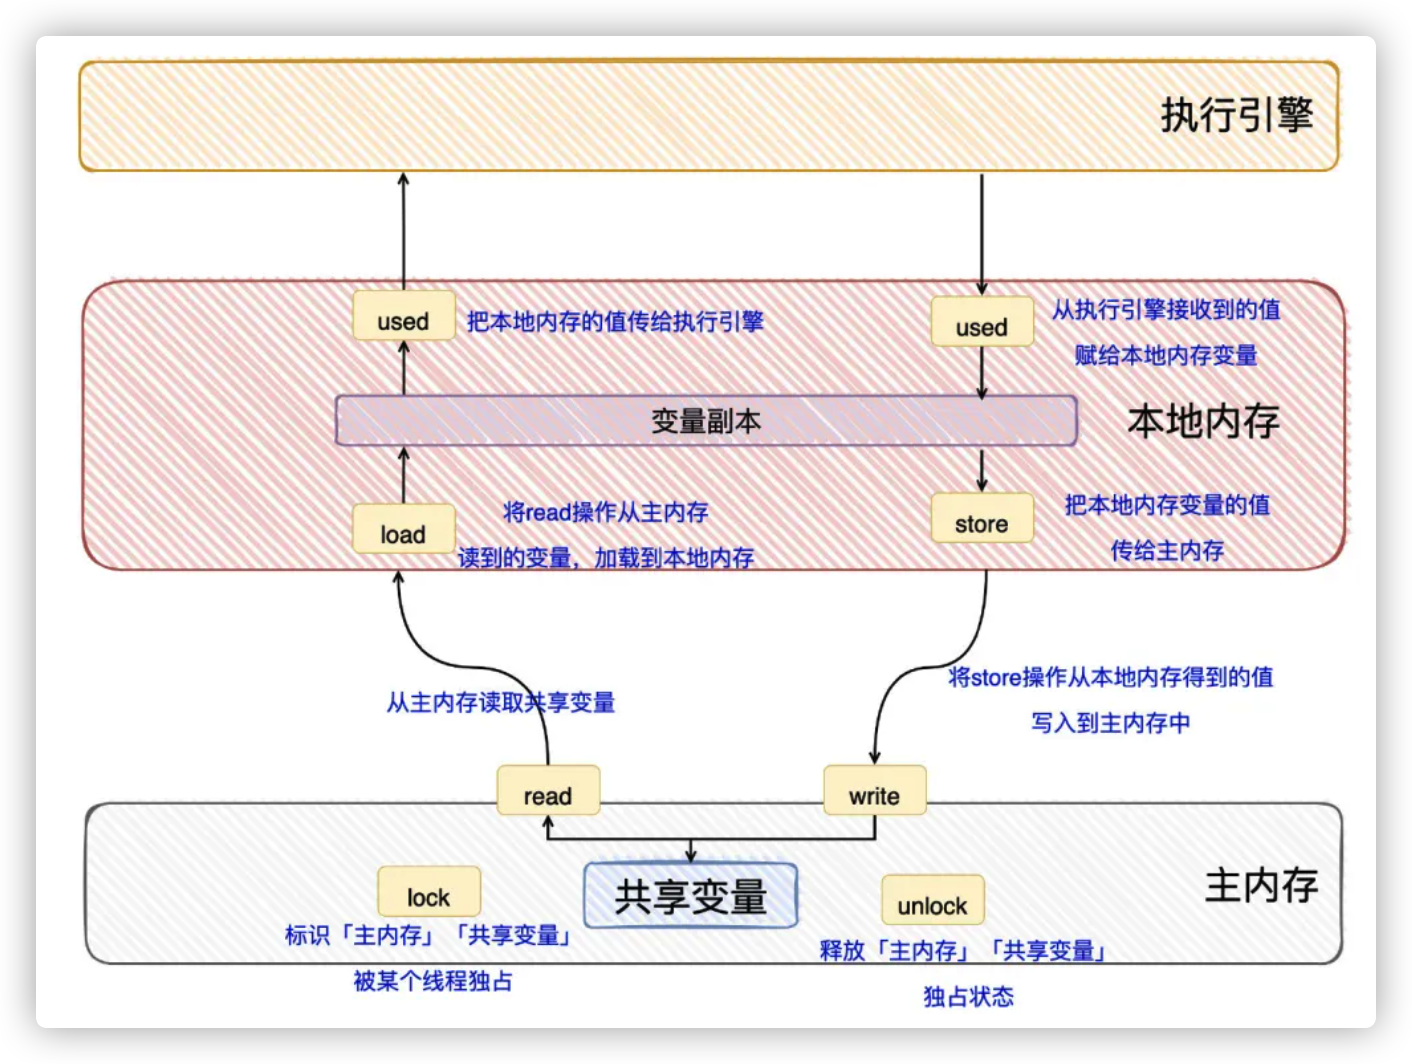 执行引擎
used
把本地内存的值传给执行引擎
used
从执行引擎接收到的值
赋给本地内存变量
变量副本
本地内存
load
将read操作从主内存
读到的变量，加载到本地内存
store
把本地内存变量的值
传给主内存
从主内存读取共享变量
将store操作从本地内存得到的值
写入到主内存中
read
write
主内存
lock
标识「主内存」「共享变量」
被某个线程独占
共享变量
unlock
释放「主内存」「共享变量」
独占状态